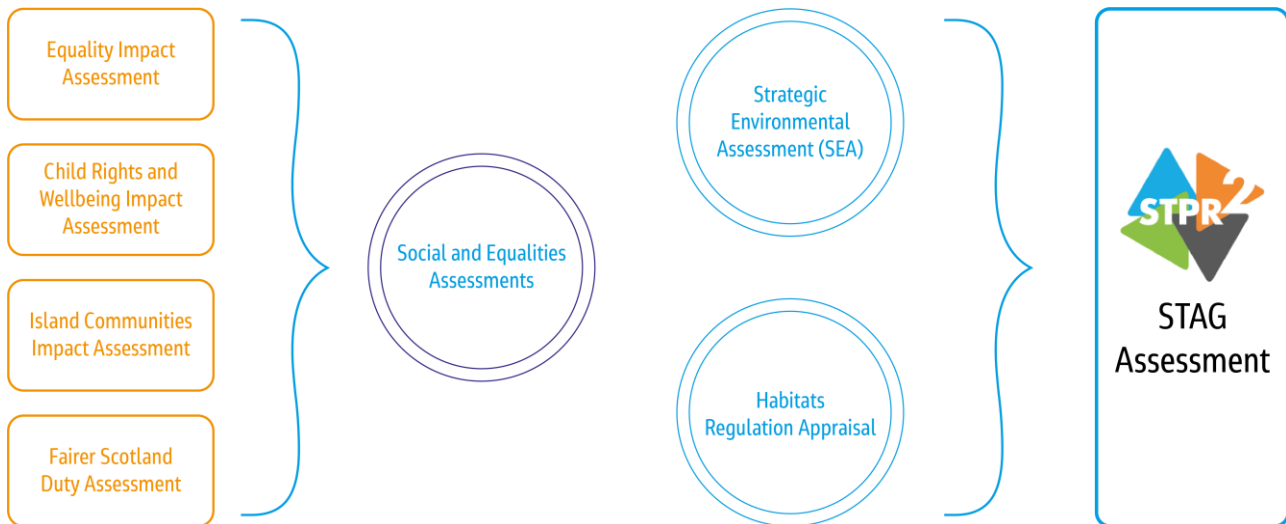 Equality Impact
Assessment
Child Rights and
Wellbeing Impact
Assessment
Island Communities
Impact Assessment
Fairer Scotland
Duty Assessment
Social and Equalities
Assessments
Strategic
Environmental
Assessment (SEA)
Habitats
Regulation Appraisal
STPR2
STAG
Assessment